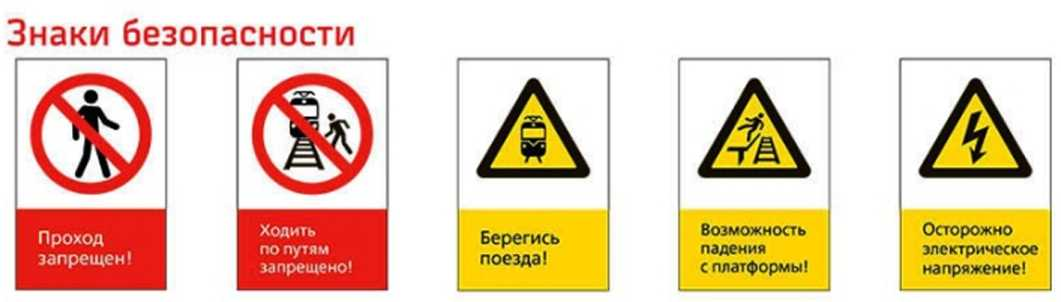 Знаки безопасности
Проход
запрещен!
Ходить
по путям
запрещено!
Берегись
поезда!
Возможность
падения
с платформы!
Осторожно
электрическое
напряжение!